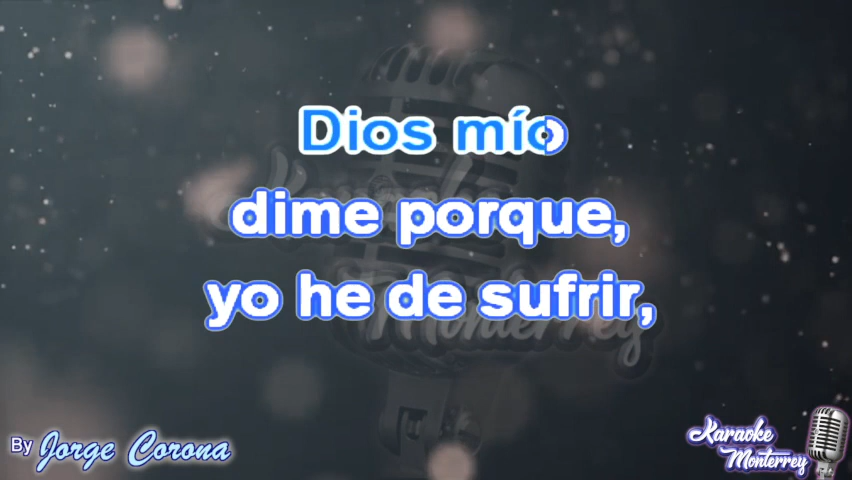 Dios mío
dime porque,
yo he de sufrir,
By Jorge Corona
Karaoke
Monterrey